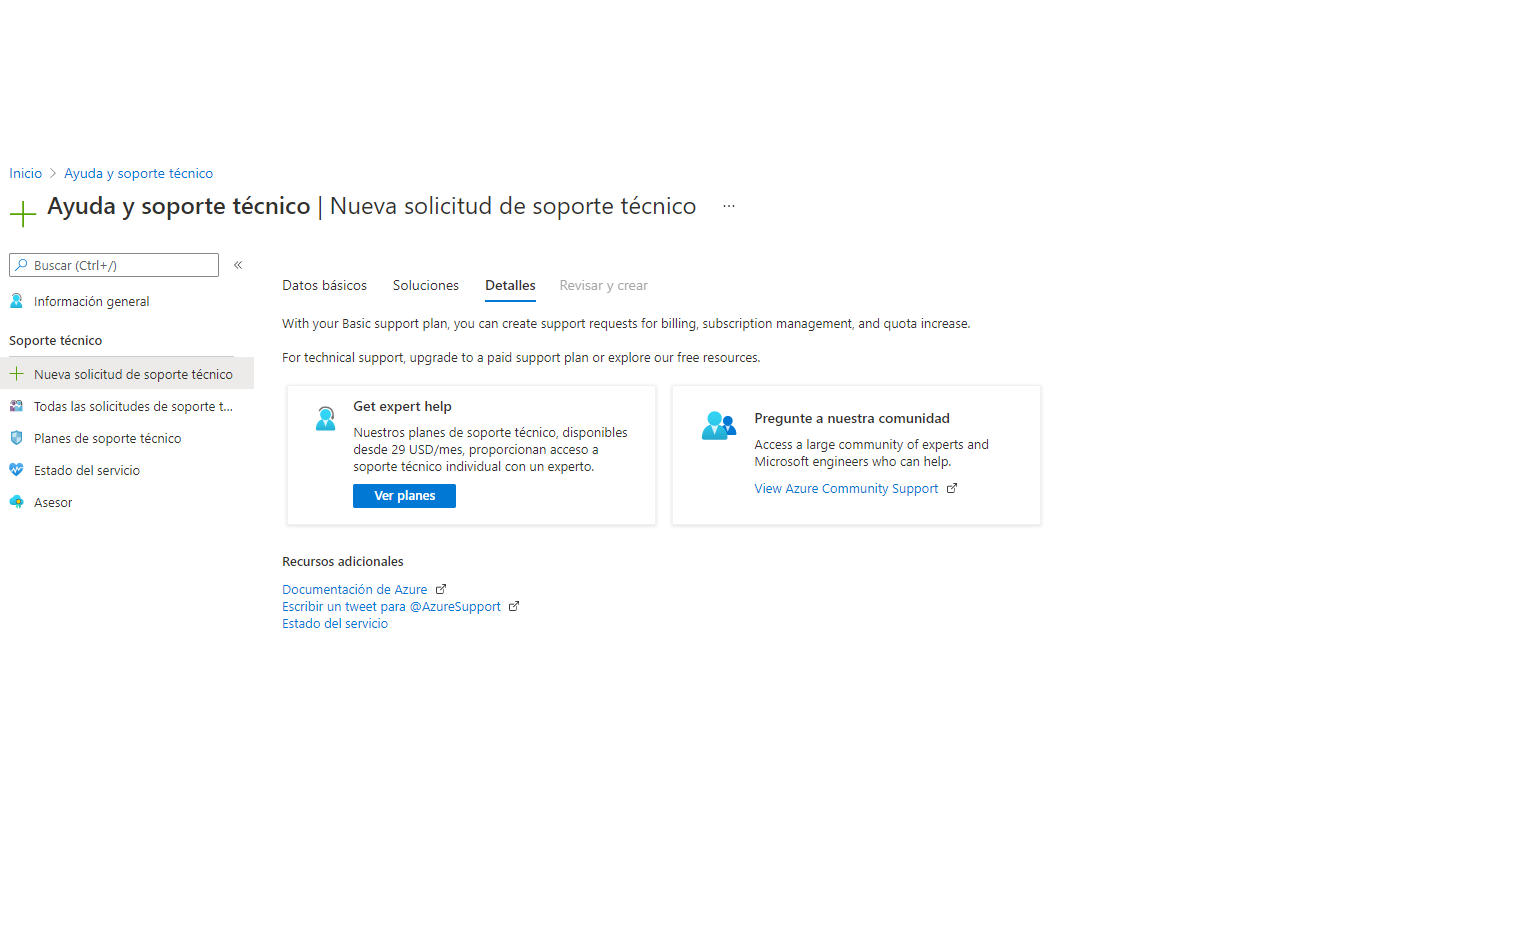 Inicio > Ayuda y soporte técnico
Ayuda y soporte técnico | Nueva solicitud de soporte técnico ...
Buscar (Ctrl+/) «
Información general
Soporte técnico
Nueva solicitud de soporte técnico
Todas las solicitudes de soporte t...
Planes de soporte técnico
Estado del servicio
Asesor
Datos básicos Soluciones Detalles Revisar y crear
With your Basic support plan, you can create support requests for billing, subscription management, and quota increase.
For technical support, upgrade to a paid support plan or explore our free resources.
Get expert help
Nuestros planes de soporte técnico, disponibles
desde 29 USD/mes, proporcionan acceso a
soporte técnico individual con un experto.
Ver planes
Pregunte a nuestra comunidad
Access a large community of experts and
Microsoft engineers who can help.
View Azure Community Support
Recursos adicionales
Documentación de Azure
Escribir un tweet para @AzureSupport
Estado del servicio